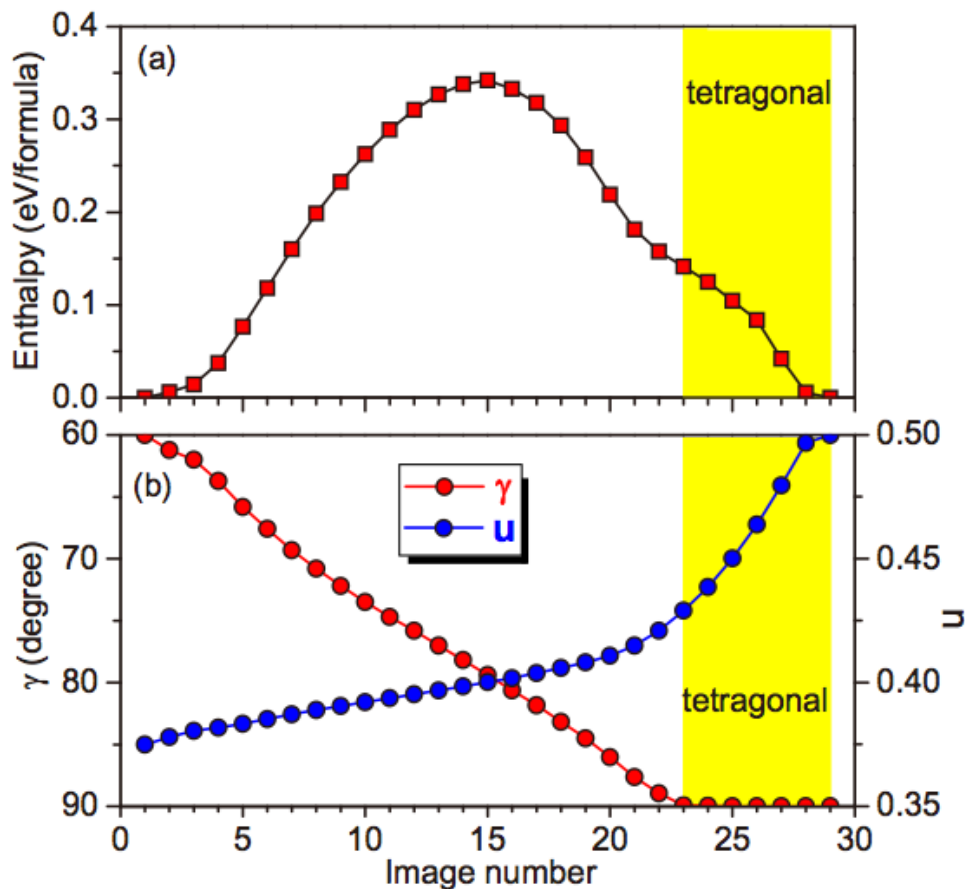 0.4
(a)
tetragonal
0.3
0.2
0.1
0.0
Enthalpy (eV/formula)
60
(b)
γ
u
70
80
90
γ (degree)
tetragonal
0.50
0.45
0.40
0.35
u
0 5 10 15 20 25 30
Image number